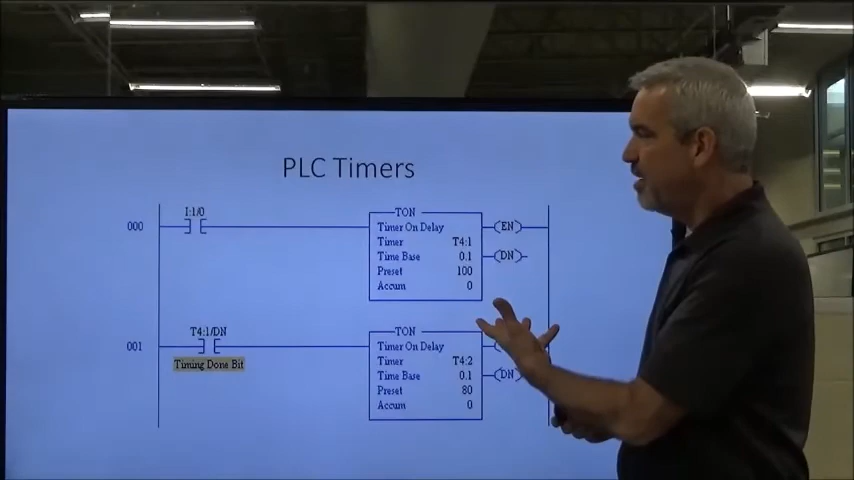 PLC Timers
I:1/0
TON
000
Timer On Delay
EN
Timer T4:1
Time Base 0.1
DN
Preset 100
Accum 0
T4:1/DN
TON
001
Timer On Delay
Timing Done Bit
Timer T4:2
Time Base 0.1
DN
Preset 80
Accum 0